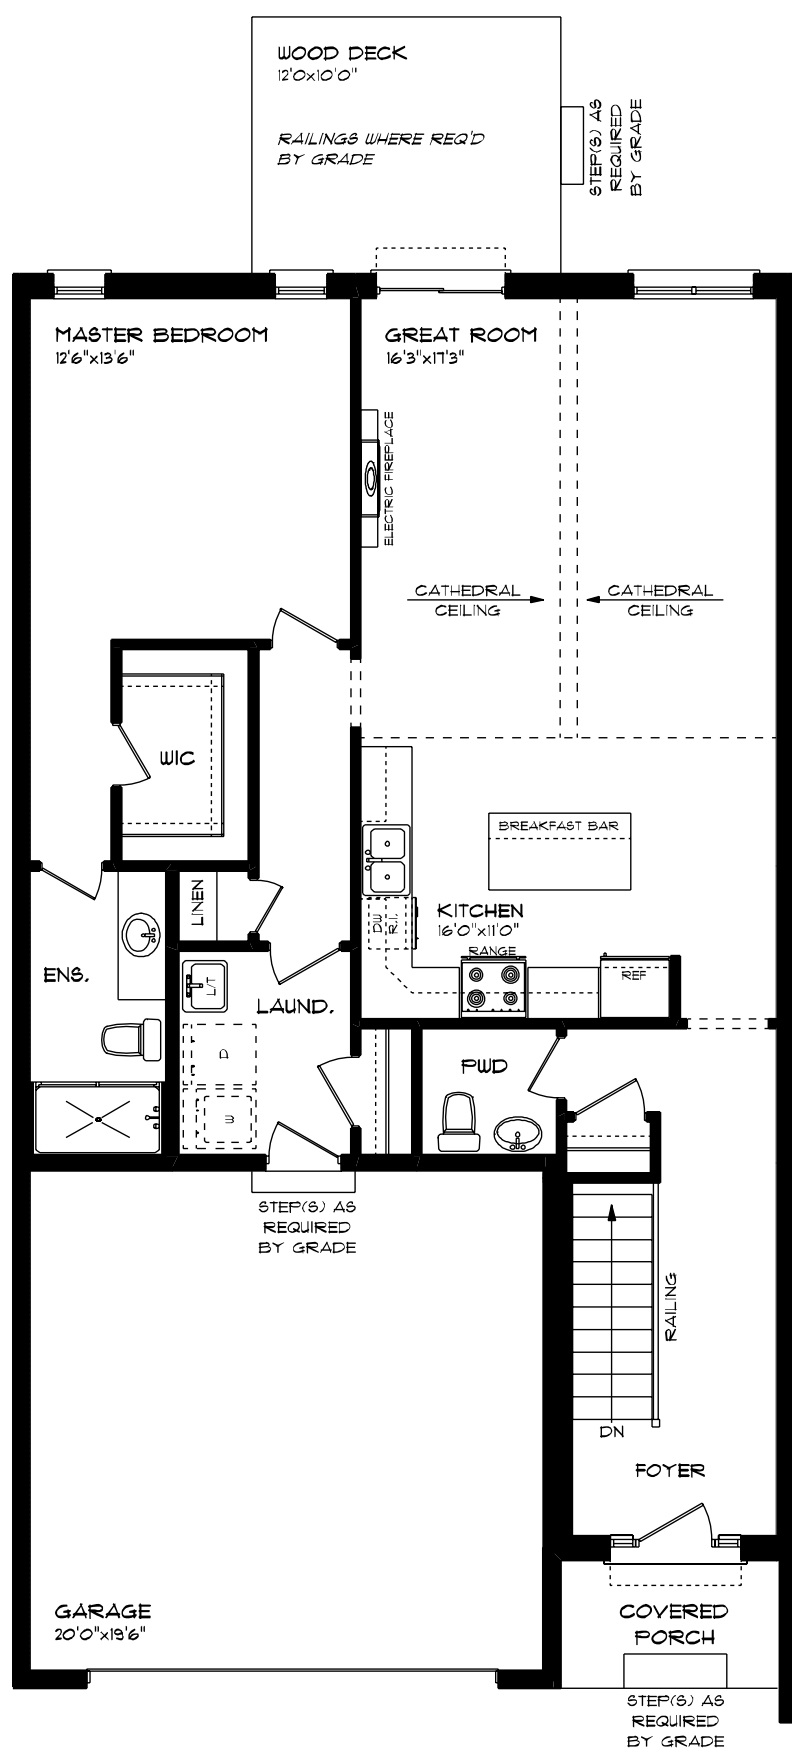 WOOD DECK
12'0x10'0"
RAILINGS WHERE REQ'D
BY GRADE
STEP(S) AS
REQUIRED
BY GRADE
MASTER BEDROOM
12'6"x13'6"
GREAT ROOM
16'3"x17'3"
ELECTRIC FIREPLACE
CATHEDRAL
CEILING
CATHEDRAL
CEILING
WIC
BREAKFAST BAR
LINEN
DW
R.I.
KITCHEN
16'0"x11'0"
RANGE
REF
ENS.
L/T
LAUND.
D
W
PWD
STEP(S) AS
REQUIRED
BY GRADE
RAILING
DN
FOYER
GARAGE
20'0"x19'6"
COVERED
PORCH
STEP(S) AS
REQUIRED
BY GRADE